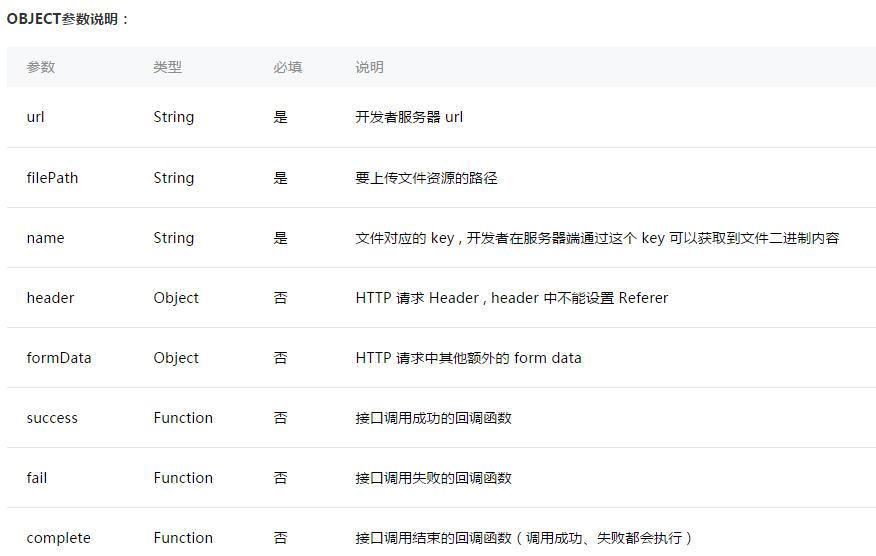 OBJECT参数说明：
参数 类型 必填 说明
url String 是 开发者服务器 url
filePath String 是 要上传文件资源的路径
name String 是 文件对应的 key , 开发者在服务器端通过这个 key 可以获取到文件二进制内容
header Object 否 HTTP 请求 Header , header 中不能设置 Referer
formData Object 否 HTTP 请求中其他额外的 form data
success Function 否 接口调用成功的回调函数
fail Function 否 接口调用失败的回调函数
complete Function 否 接口调用结束的回调函数（调用成功、失败都会执行）